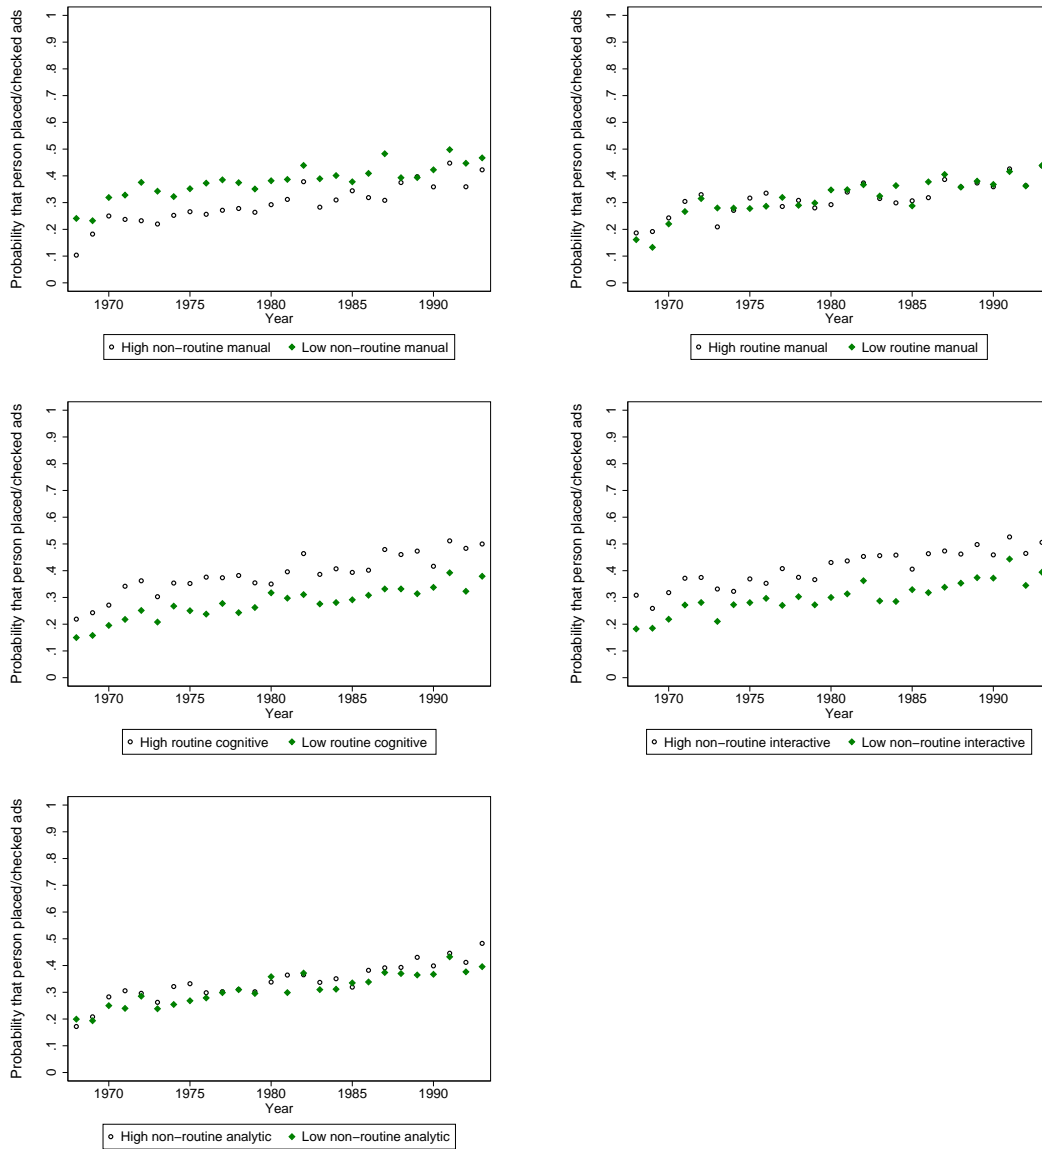 Probability that person placed/checked ads
1
.9
.8
.7
.6
.5
.4
.3
.2
.1
0
1970 1975 1980 1985 1990
Year
High non−routine manual Low non−routine manual
Probability that person placed/checked ads
1
.9
.8
.7
.6
.5
.4
.3
.2
.1
0
1970 1975 1980 1985 1990
Year
High routine manual Low routine manual
Probability that person placed/checked ads
1
.9
.8
.7
.6
.5
.4
.3
.2
.1
0
1970 1975 1980 1985 1990
Year
High routine cognitive Low routine cognitive
Probability that person placed/checked ads
1
.9
.8
.7
.6
.5
.4
.3
.2
.1
0
1970 1975 1980 1985 1990
Year
High non−routine interactive Low non−routine interactive
Probability that person placed/checked ads
1
.9
.8
.7
.6
.5
.4
.3
.2
.1
0
1970 1975 1980 1985 1990
Year
High non−routine analytic Low non−routine analytic